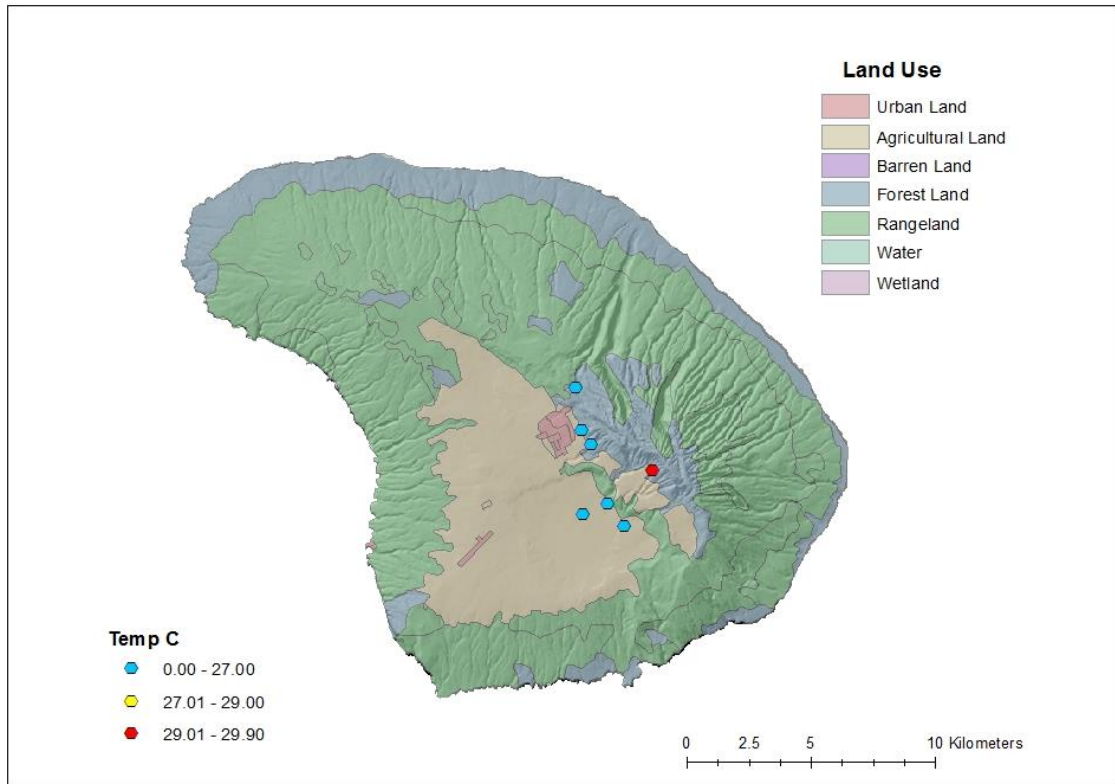 Land Use
Urban Land
Agricultural Land
Barren Land
Forest Land
Rangeland
Water
Wetland
Temp C
0.00 - 27.00
27.01 - 29.00
29.01 - 29.90
0 2.5 5 10 Kilometers